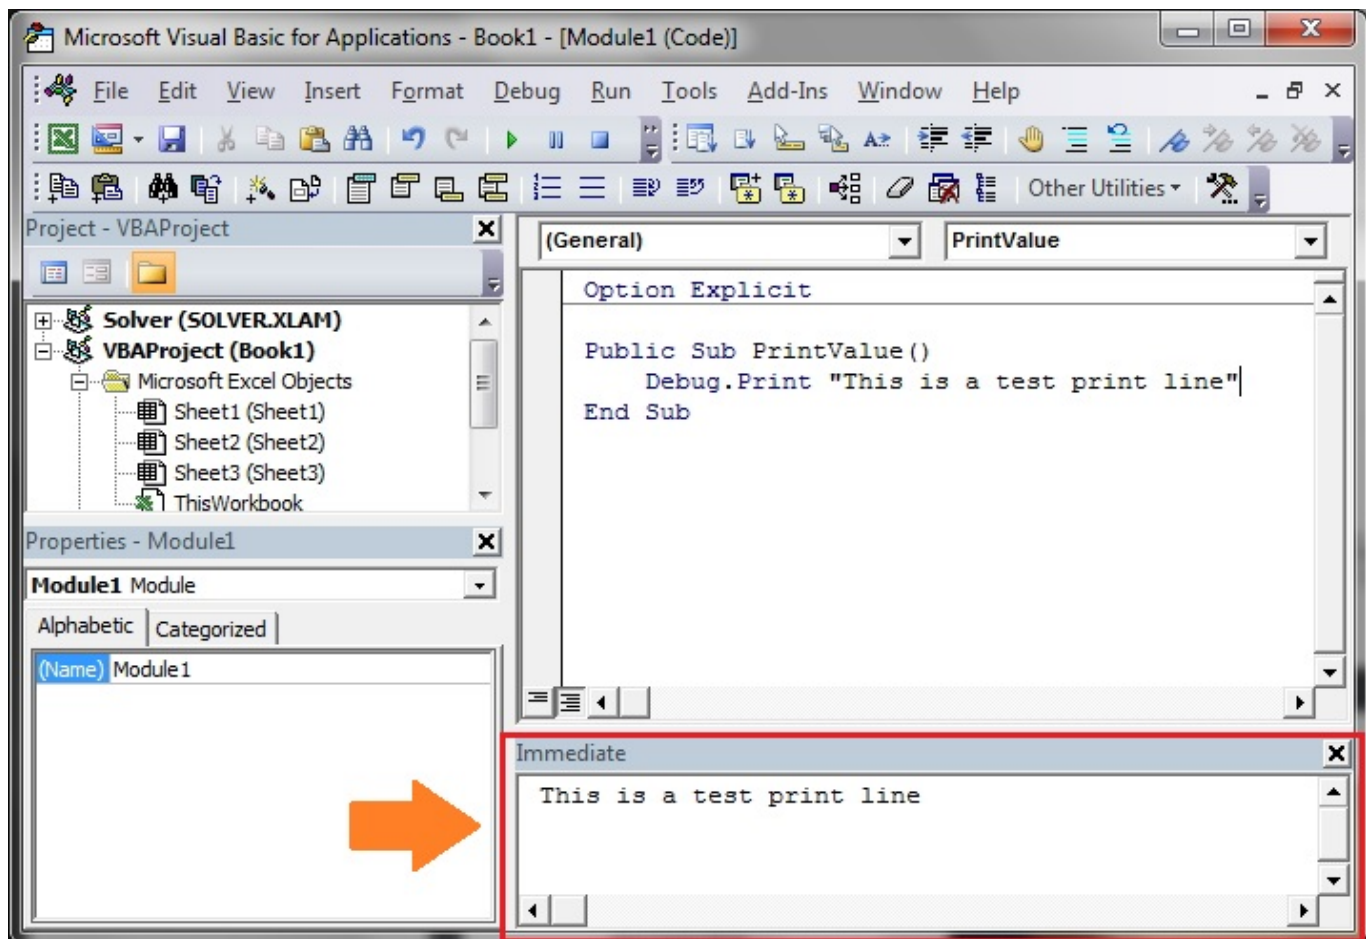 Microsoft Visual Basic for Applications - Book1 - [Module1 (Code)]
File Edit View Insert Format Debug Run Tools Add-Ins Window Help
Other Utilities
Project - VBAProject
Solver (SOLVER.XLAM)
VBAProject (Book1)
Microsoft Excel Objects
Sheet1 (Sheet1)
Sheet2 (Sheet2)
Sheet3 (Sheet3)
ThisWorkbook
Properties - Module1
Module1 Module
Alphabetic Categorized
(Name) Module1
(General) PrintValue
Option Explicit
Public Sub PrintValue()
Debug.Print "This is a test print line"
End Sub
Immediate
This is a test print line